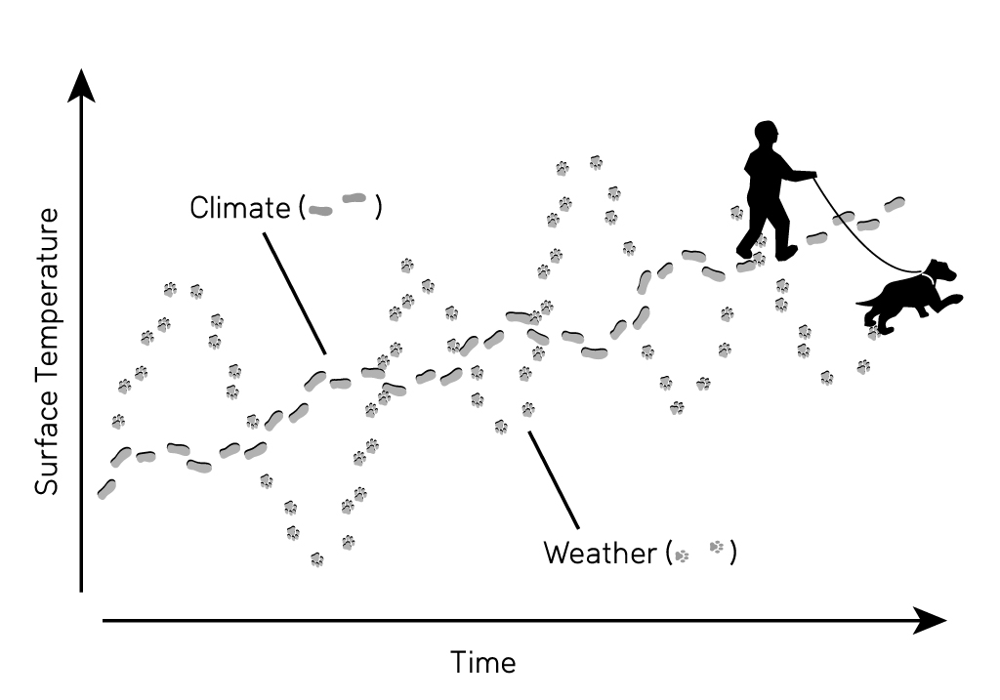 Climate ( )
Surface Temperature
Weather ( )
Time